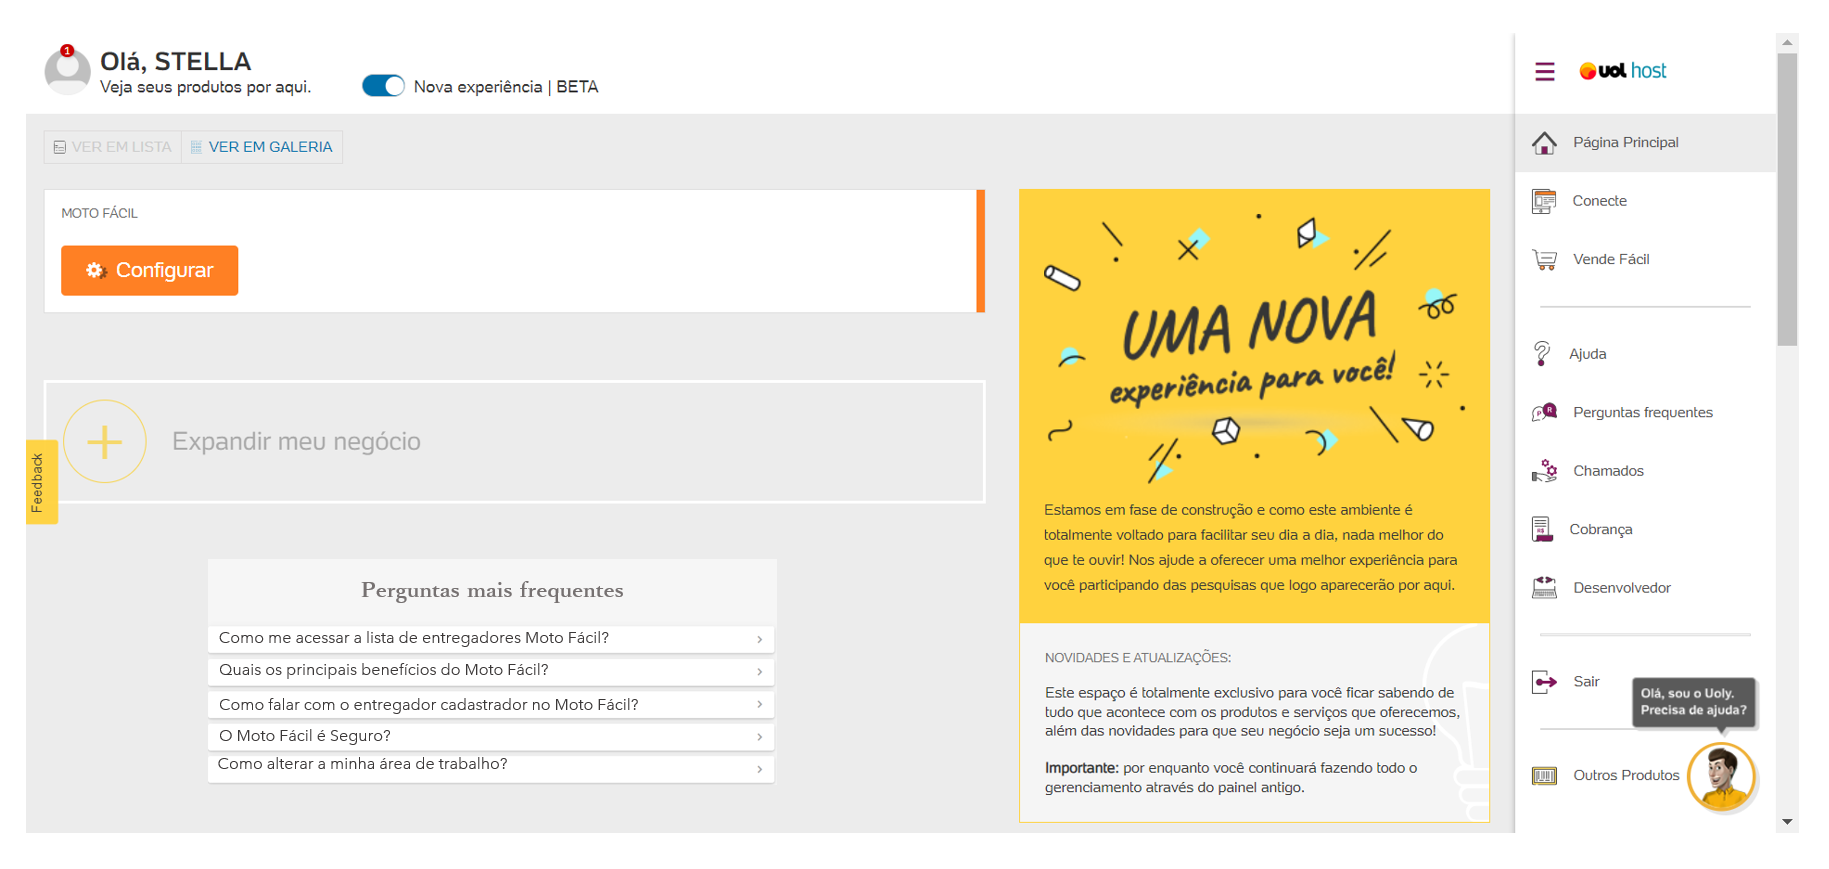 1
Olá, STELLA
Veja seus produtos por aqui.
Nova experiência | BETA
VER EM LISTA
VER EM GALERIA
MOTO FÁCIL
Configurar
Expandir meu negócio
Feedback
Perguntas mais frequentes
Como me acessar a lista de entregadores Moto Fácil?
Quais os principais benefícios do Moto Fácil?
Como falar com o entregador cadastrador no Moto Fácil?
O Moto Fácil é Seguro?
Como alterar a minha área de trabalho?
UMA NOVA
experiência para você!
Estamos em fase de construção e como este ambiente é
totalmente voltado para facilitar seu dia a dia, nada melhor do
que te ouvir! Nos ajude a oferecer uma melhor experiência para
você participando das pesquisas que logo aparecerão por aqui.
NOVIDADES E ATUALIZAÇÕES:
Este espaço é totalmente exclusivo para você ficar sabendo de
tudo que acontece com os produtos e serviços que oferecemos,
além das novidades para que seu negócio seja um sucesso!
Importante: por enquanto você continuará fazendo todo o
gerenciamento através do painel antigo.
uol host
Página Principal
Conecte
Vende Fácil
Ajuda
P R
Perguntas frequentes
Chamados
R$
Cobrança
Desenvolvedor
Sair
Olá, sou o Uoly.
Precisa de ajuda?
Outros Produtos